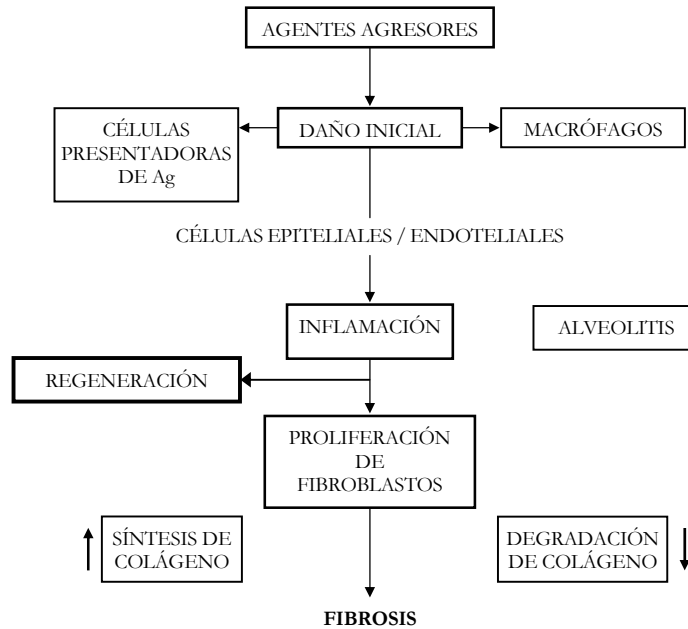 AGENTES AGRESORES
CÉLULAS
PRESENTADORAS
DE Ag
DAÑO INICIAL
MACRÓFAGOS
CÉLULAS EPITELIALES / ENDOTELIALES
INFLAMACIÓN
ALVEOLITIS
REGENERACIÓN
PROLIFERACIÓN
DE
FIBROBLASTOS
SÍNTESIS DE
COLÁGENO
DEGRADACIÓN
DE COLÁGENO
FIBROSIS